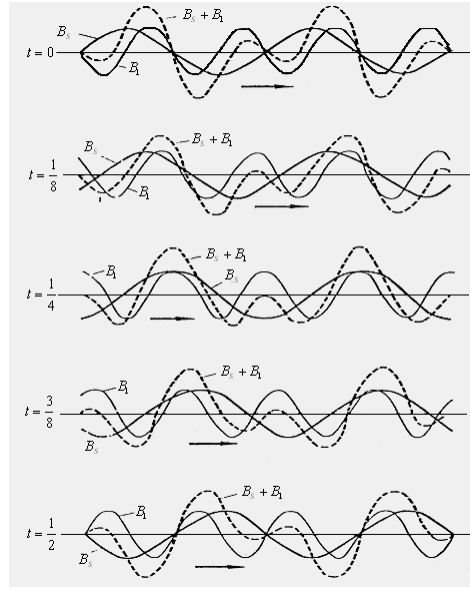 B_S + B_1
B_S
t = 0
B_1
B_S + B_1
B_S
t = 1/8
B_1
B_S + B_1
B_1
B_S
t = 1/4
B_1
B_S + B_1
t = 3/8
B_S
B_S + B_1
B_1
t = 1/2
B_S